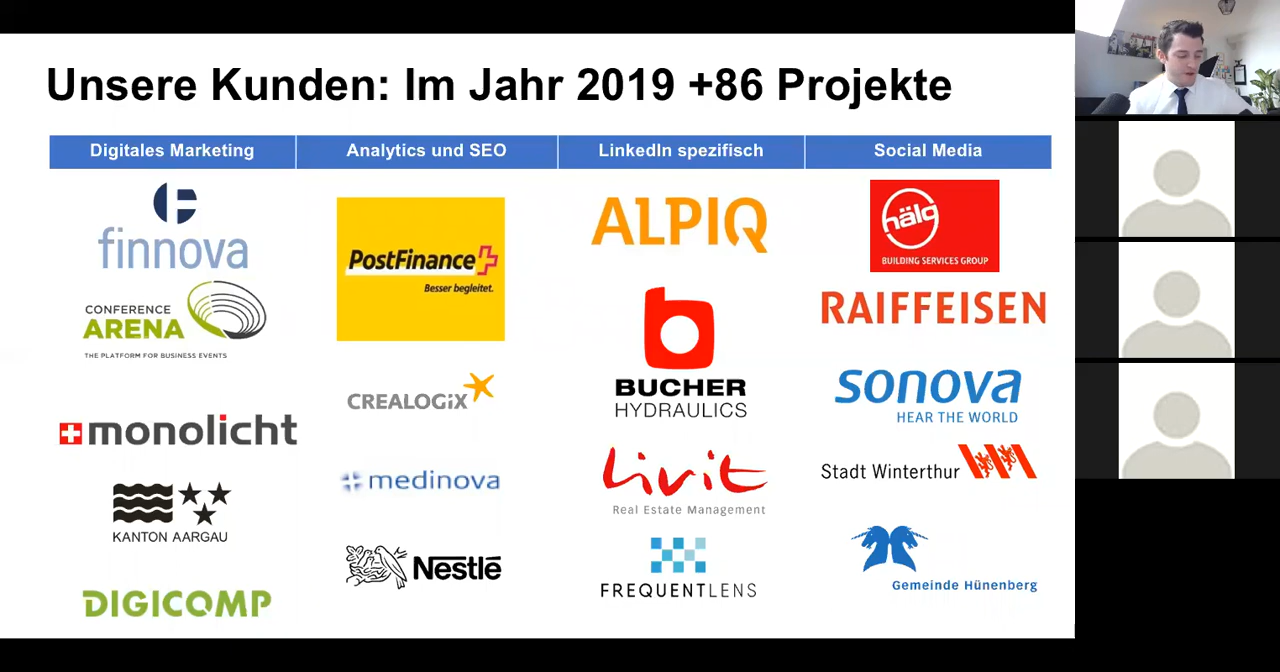 Unsere Kunden: Im Jahr 2019 +86 Projekte
Digitales Marketing
Analytics und SEO
LinkedIn spezifisch
Social Media
finnova
CONFERENCE
ARENA
THE PLATFORM FOR BUSINESS EVENTS
monolicht
KANTON AARGAU
DIGICOMP
PostFinance
Besser begleitet.
CREALOGIX
medinova
Nestlé
ALPIQ
BUCHER
HYDRAULICS
livit
Real Estate Management
FREQUENTLENS
hälg
BUILDING SERVICES GROUP
RAIFFEISEN
sonova
HEAR THE WORLD
Stadt Winterthur
Gemeinde Hünenberg